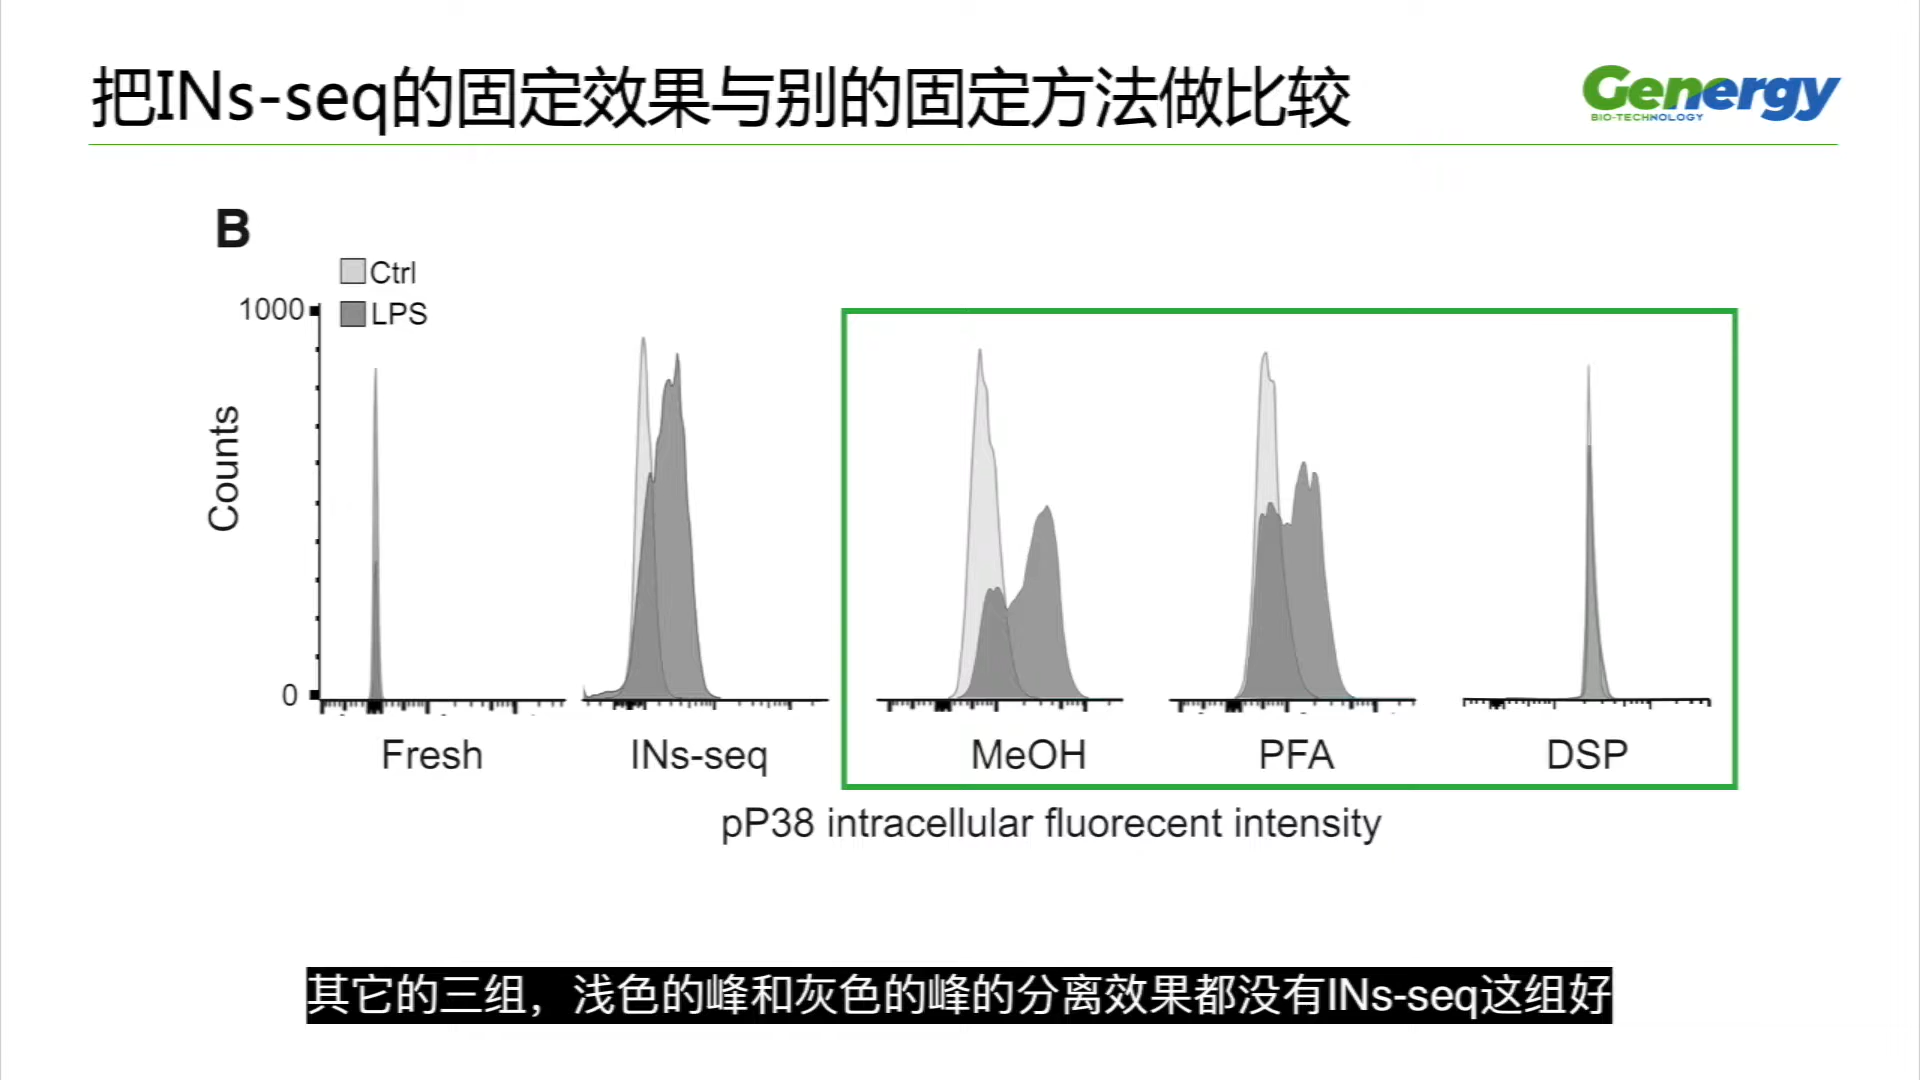 把INs-seq的固定效果与别的固定方法做比较
Genergy
BIO-TECHNOLOGY
B
Ctrl
LPS
1000
Counts
0
Fresh
INs-seq
MeOH
PFA
DSP
pP38 intracellular fluorecent intensity
其它的三组，浅色的峰和灰色的峰的分离效果都没有INs-seq这组好